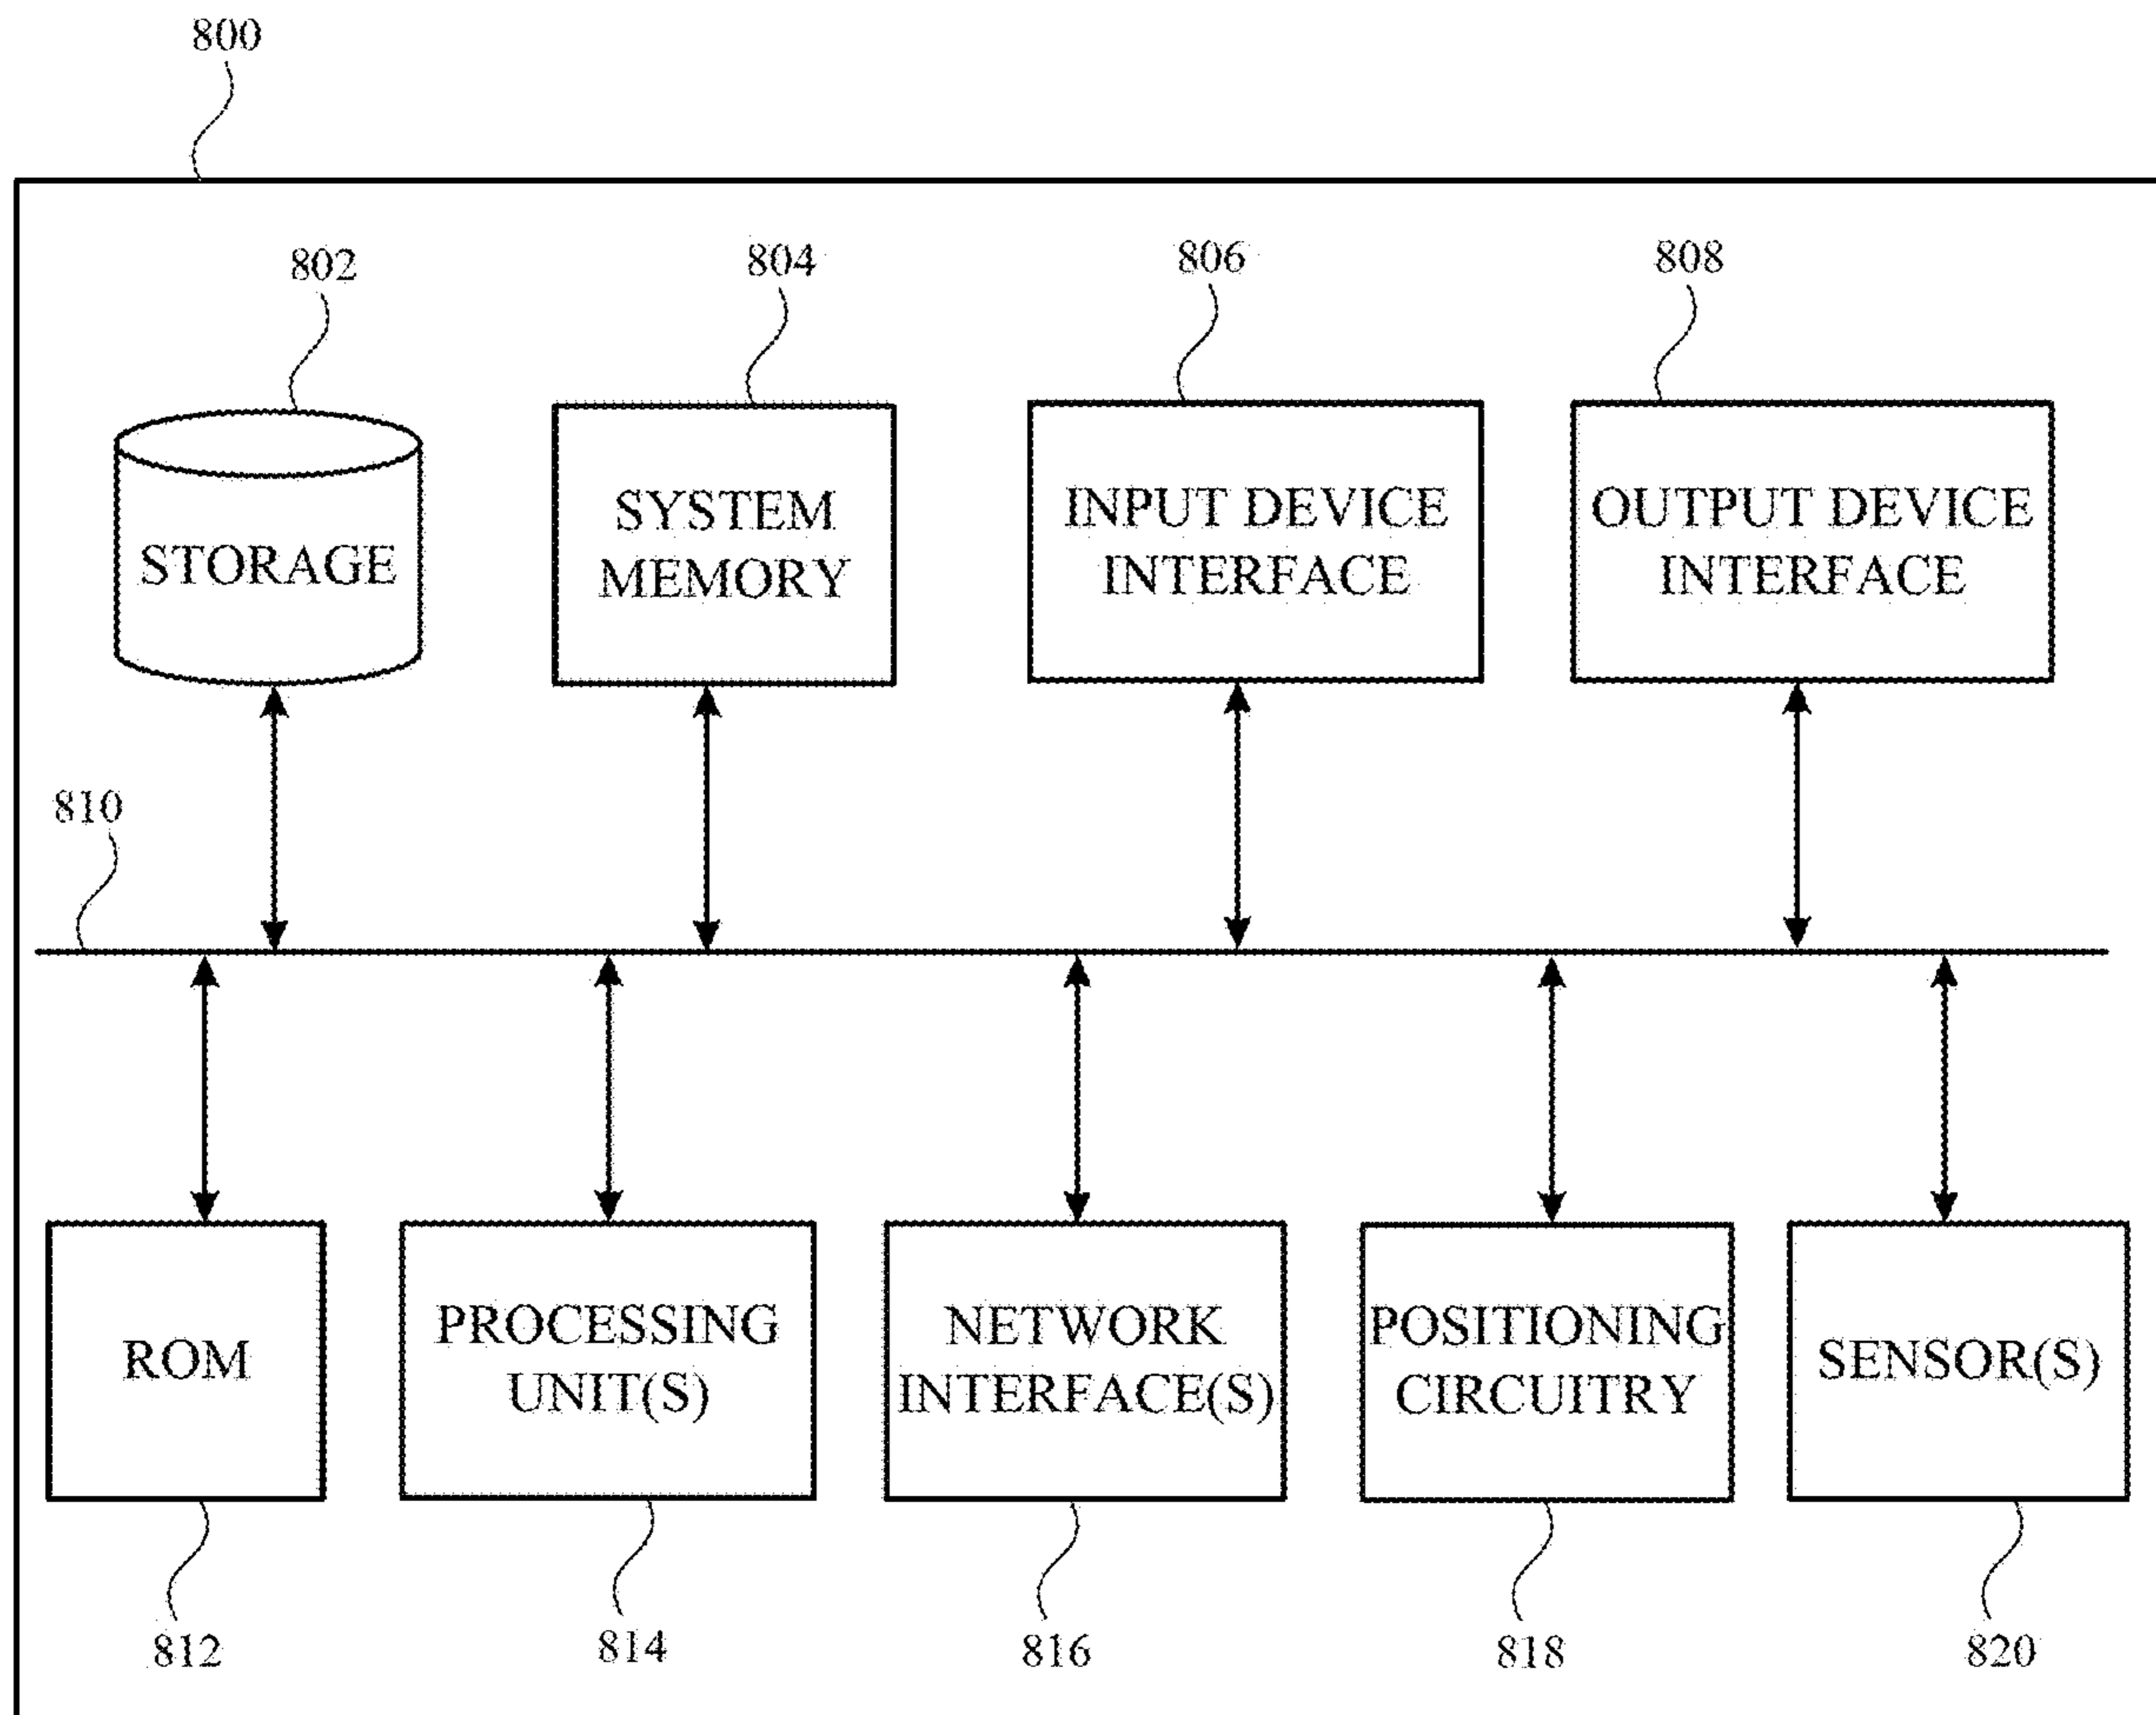 800
802
804
806
808
STORAGE
SYSTEM
MEMORY
INPUT DEVICE
INTERFACE
OUTPUT DEVICE
INTERFACE
810
ROM
PROCESSING
UNIT(S)
NETWORK
INTERFACE(S)
POSITIONING
CIRCUITRY
SENSOR(S)
812
814
816
818
820